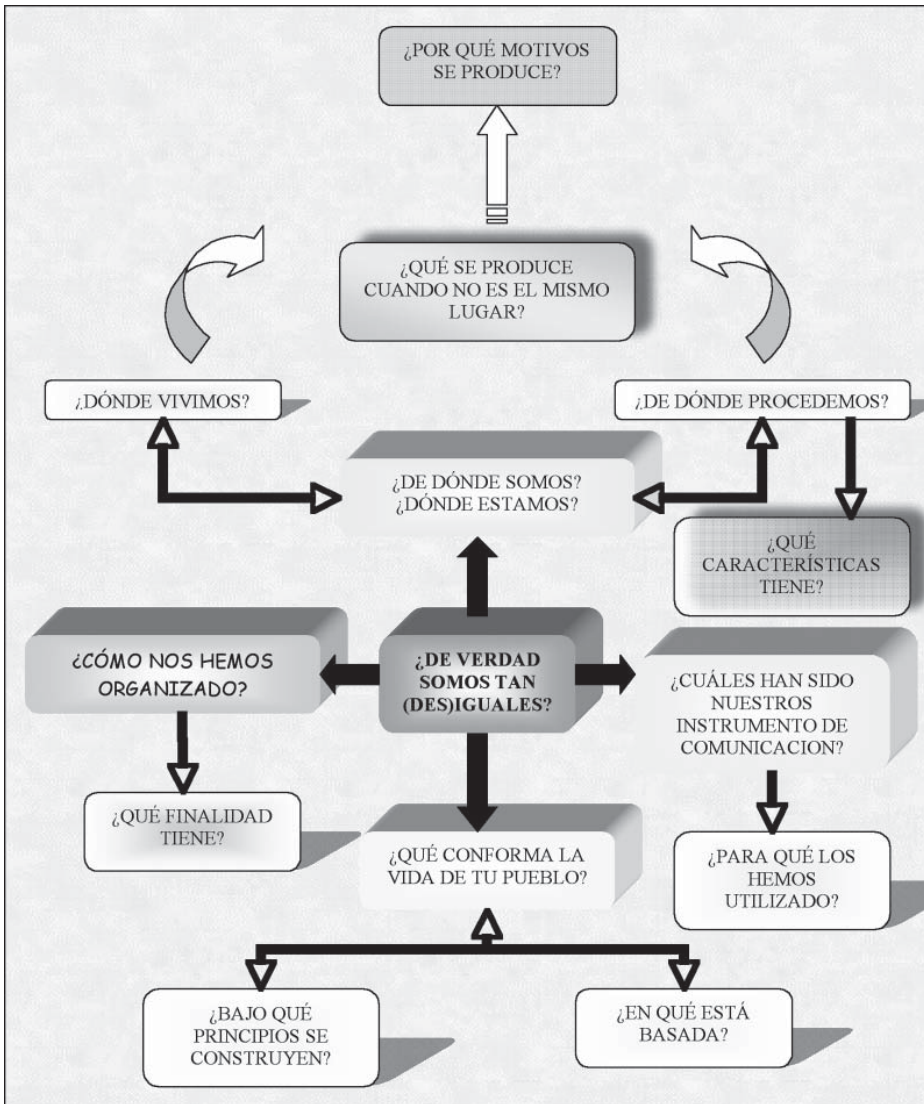 ¿POR QUÉ MOTIVOS
SE PRODUCE?
¿QUÉ SE PRODUCE
CUANDO NO ES EL MISMO
LUGAR?
¿DÓNDE VIVIMOS?
¿DE DÓNDE PROCEDEMOS?
¿DE DÓNDE SOMOS?
¿DÓNDE ESTAMOS?
¿QUÉ
CARACTERÍSTICAS
TIENE?
¿CÓMO NOS HEMOS
ORGANIZADO?
¿DE VERDAD
SOMOS TAN
(DES)IGUALES?
¿CUÁLES HAN SIDO
NUESTROS
INSTRUMENTO DE
COMUNICACION?
¿QUÉ FINALIDAD
TIENE?
¿QUÉ CONFORMA LA
VIDA DE TU PUEBLO?
¿PARA QUÉ LOS
HEMOS
UTILIZADO?
¿BAJO QUÉ
PRINCIPIOS SE
CONSTRUYEN?
¿EN QUÉ ESTÁ
BASADA?